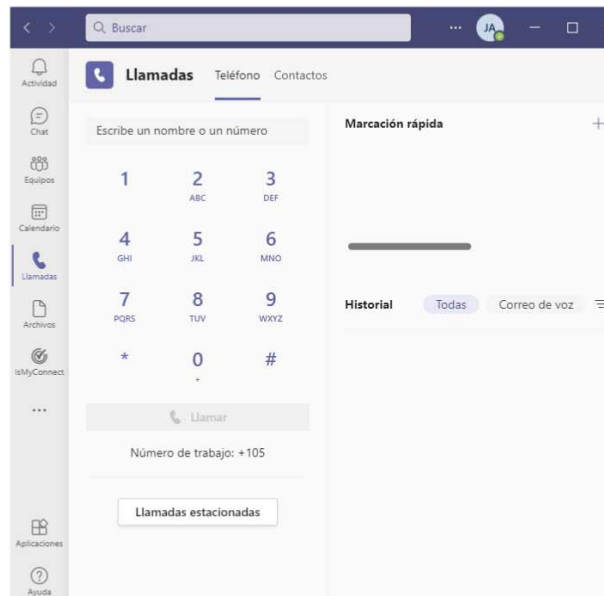 Buscar
JA
Actividad
Chat
Equipos
Calendario
Llamadas
Archivos
IsMyConnect
Aplicaciones
Ayuda
Llamadas Teléfono Contactos
Escribe un nombre o un número
1 2 3
ABC DEF
4 5 6
GHI JKL MNO
7 8 9
PQRS TUV WXYZ
* 0 #
+
Llamar
Número de trabajo: +105
Llamadas estacionadas
Marcación rápida
Historial Todas Correo de voz